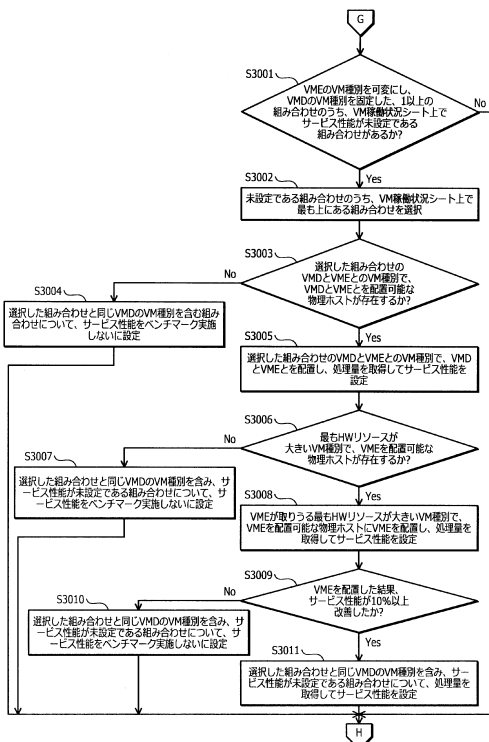 G
S3001
VMEのVM種別を可変にし、
VMDのVM種別を固定した、1以上の
組み合わせのうち、VM稼働状況シート上で
サービス性能が未設定である
組み合わせがあるか?
No
Yes
S3002
未設定である組み合わせのうち、VM稼働状況シート上で
最も上にある組み合わせを選択
S3003
選択した組み合わせの
VMDとVMEとのVM種別で、
VMDとVMEとを配置可能な
物理ホストが存在するか?
No
Yes
S3004
選択した組み合わせと同じVMDのVM種別を含む組み
合わせについて、サービス性能をベンチマーク実施
しないに設定
S3005
選択した組み合わせのVMDとVMEとのVM種別で、VMD
とVMEとを配置し、処理量を取得してサービス性能を
設定
S3006
最もHWリソースが
大きいVM種別で、VMEを配置可能な
物理ホストが存在するか?
No
Yes
S3007
選択した組み合わせと同じVMDのVM種別を含み、サ
ービス性能が未設定である組み合わせについて、サ
ービス性能をベンチマーク実施しないに設定
S3008
VMEが取りうる最もHWリソースが大きいVM種別で、
VMEを配置可能な物理ホストにVMEを配置し、処理量
を取得してサービス性能を設定
S3009
VMEを配置した結果、
サービス性能が10%以上
改善したか?
No
Yes
S3010
選択した組み合わせと同じVMDのVM種別を含み、サ
ービス性能が未設定である組み合わせについて、サ
ービス性能をベンチマーク実施しないに設定
S3011
選択した組み合わせと同じVMDのVM種別を含み、サー
ビス性能が未設定である組み合わせについて、処理量を
取得してサービス性能を設定
H